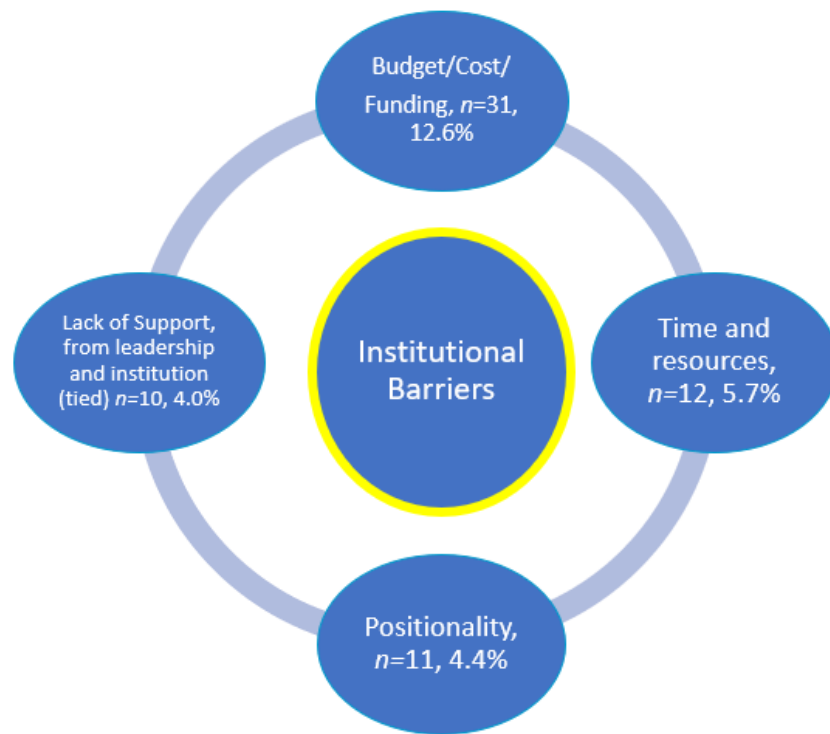 Budget/Cost/
Funding, n=31,
12.6%
Lack of Support,
from leadership
and institution
(tied) n=10, 4.0%
Institutional
Barriers
Time and
resources,
n=12, 5.7%
Positionality,
n=11, 4.4%